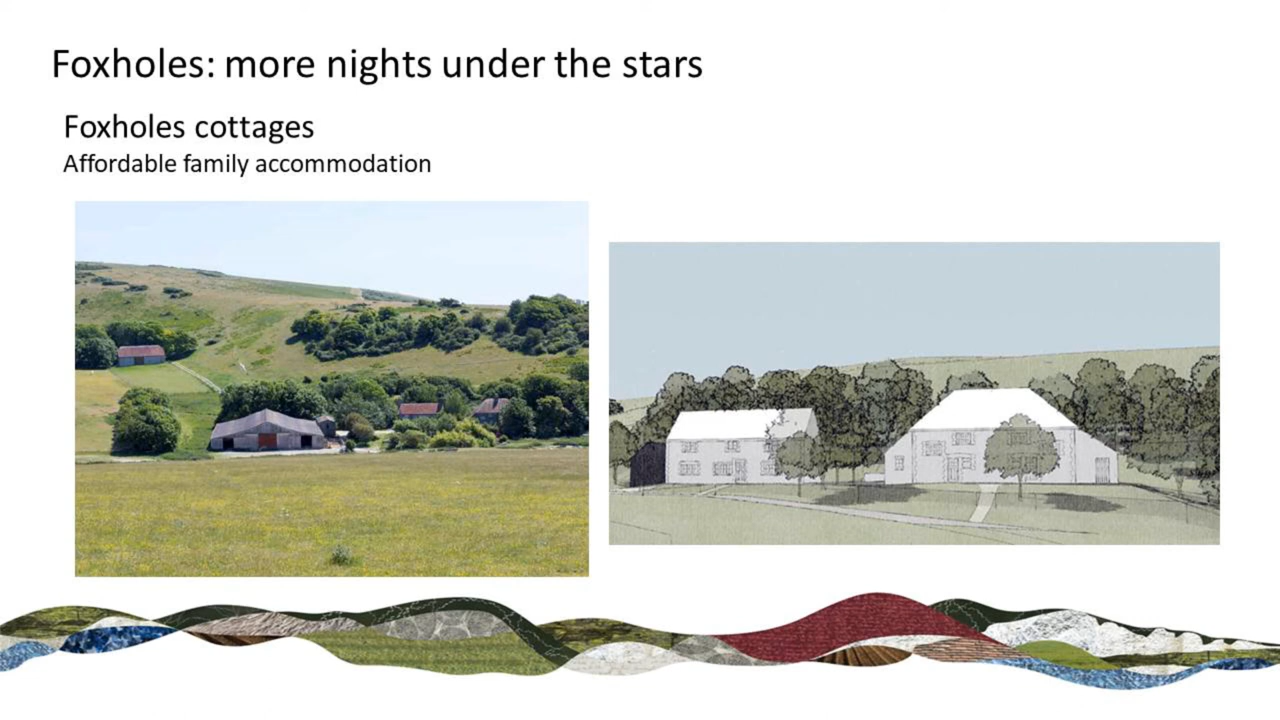 Foxholes: more nights under the stars
Foxholes cottages
Affordable family accommodation